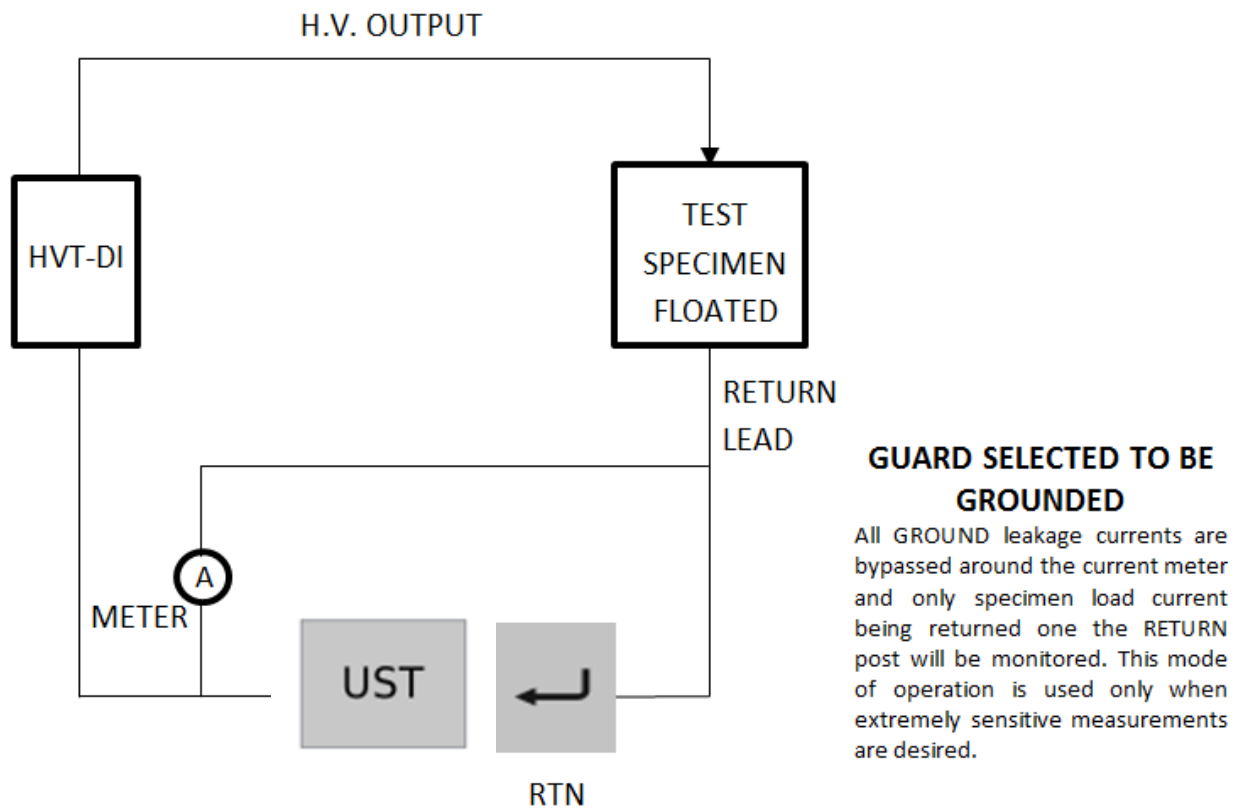 H.V. OUTPUT
HVT-DI
TEST
SPECIMEN
FLOATED
RETURN
LEAD
A
METER
UST
RTN
GUARD SELECTED TO BE
GROUNDED
All GROUND leakage currents are
bypassed around the current meter
and only specimen load current
being returned one the RETURN
post will be monitored. This mode
of operation is used only when
extremely sensitive measurements
are desired.